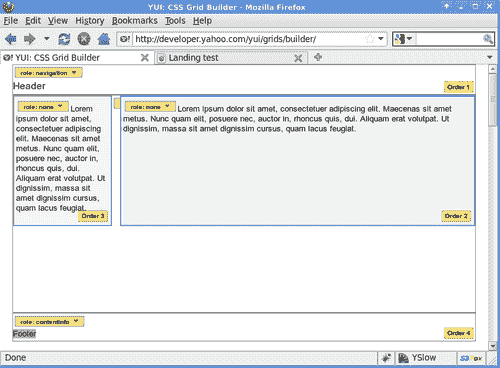 YUI: CSS Grid Builder - Mozilla Firefox
File Edit View History Bookmarks Tools Yahoo Help
http://developer.yahoo.com/yui/grids/builder/
YUI: CSS Grid Builder
Landing test
role: navigation
Header
Order 1
role: none Lorem
ipsum dolor sit amet,
consectetuer adipiscing
elit. Maecenas sit amet
metus. Nunc quam elit,
posuere nec, auctor in,
rhoncus quis, dui.
Aliquam erat volutpat. Ut
dignissim, massa sit
amet dignissim cursus,
quam lacus feugiat.
Order 3
role: none Lorem ipsum dolor sit amet, consectetuer adipiscing elit. Maecenas sit amet
metus. Nunc quam elit, posuere nec, auctor in, rhoncus quis, dui. Aliquam erat volutpat. Ut
dignissim, massa sit amet dignissim cursus, quam lacus feugiat.
Order 2
role: contentinfo
Footer
Order 4
Done
YSlow